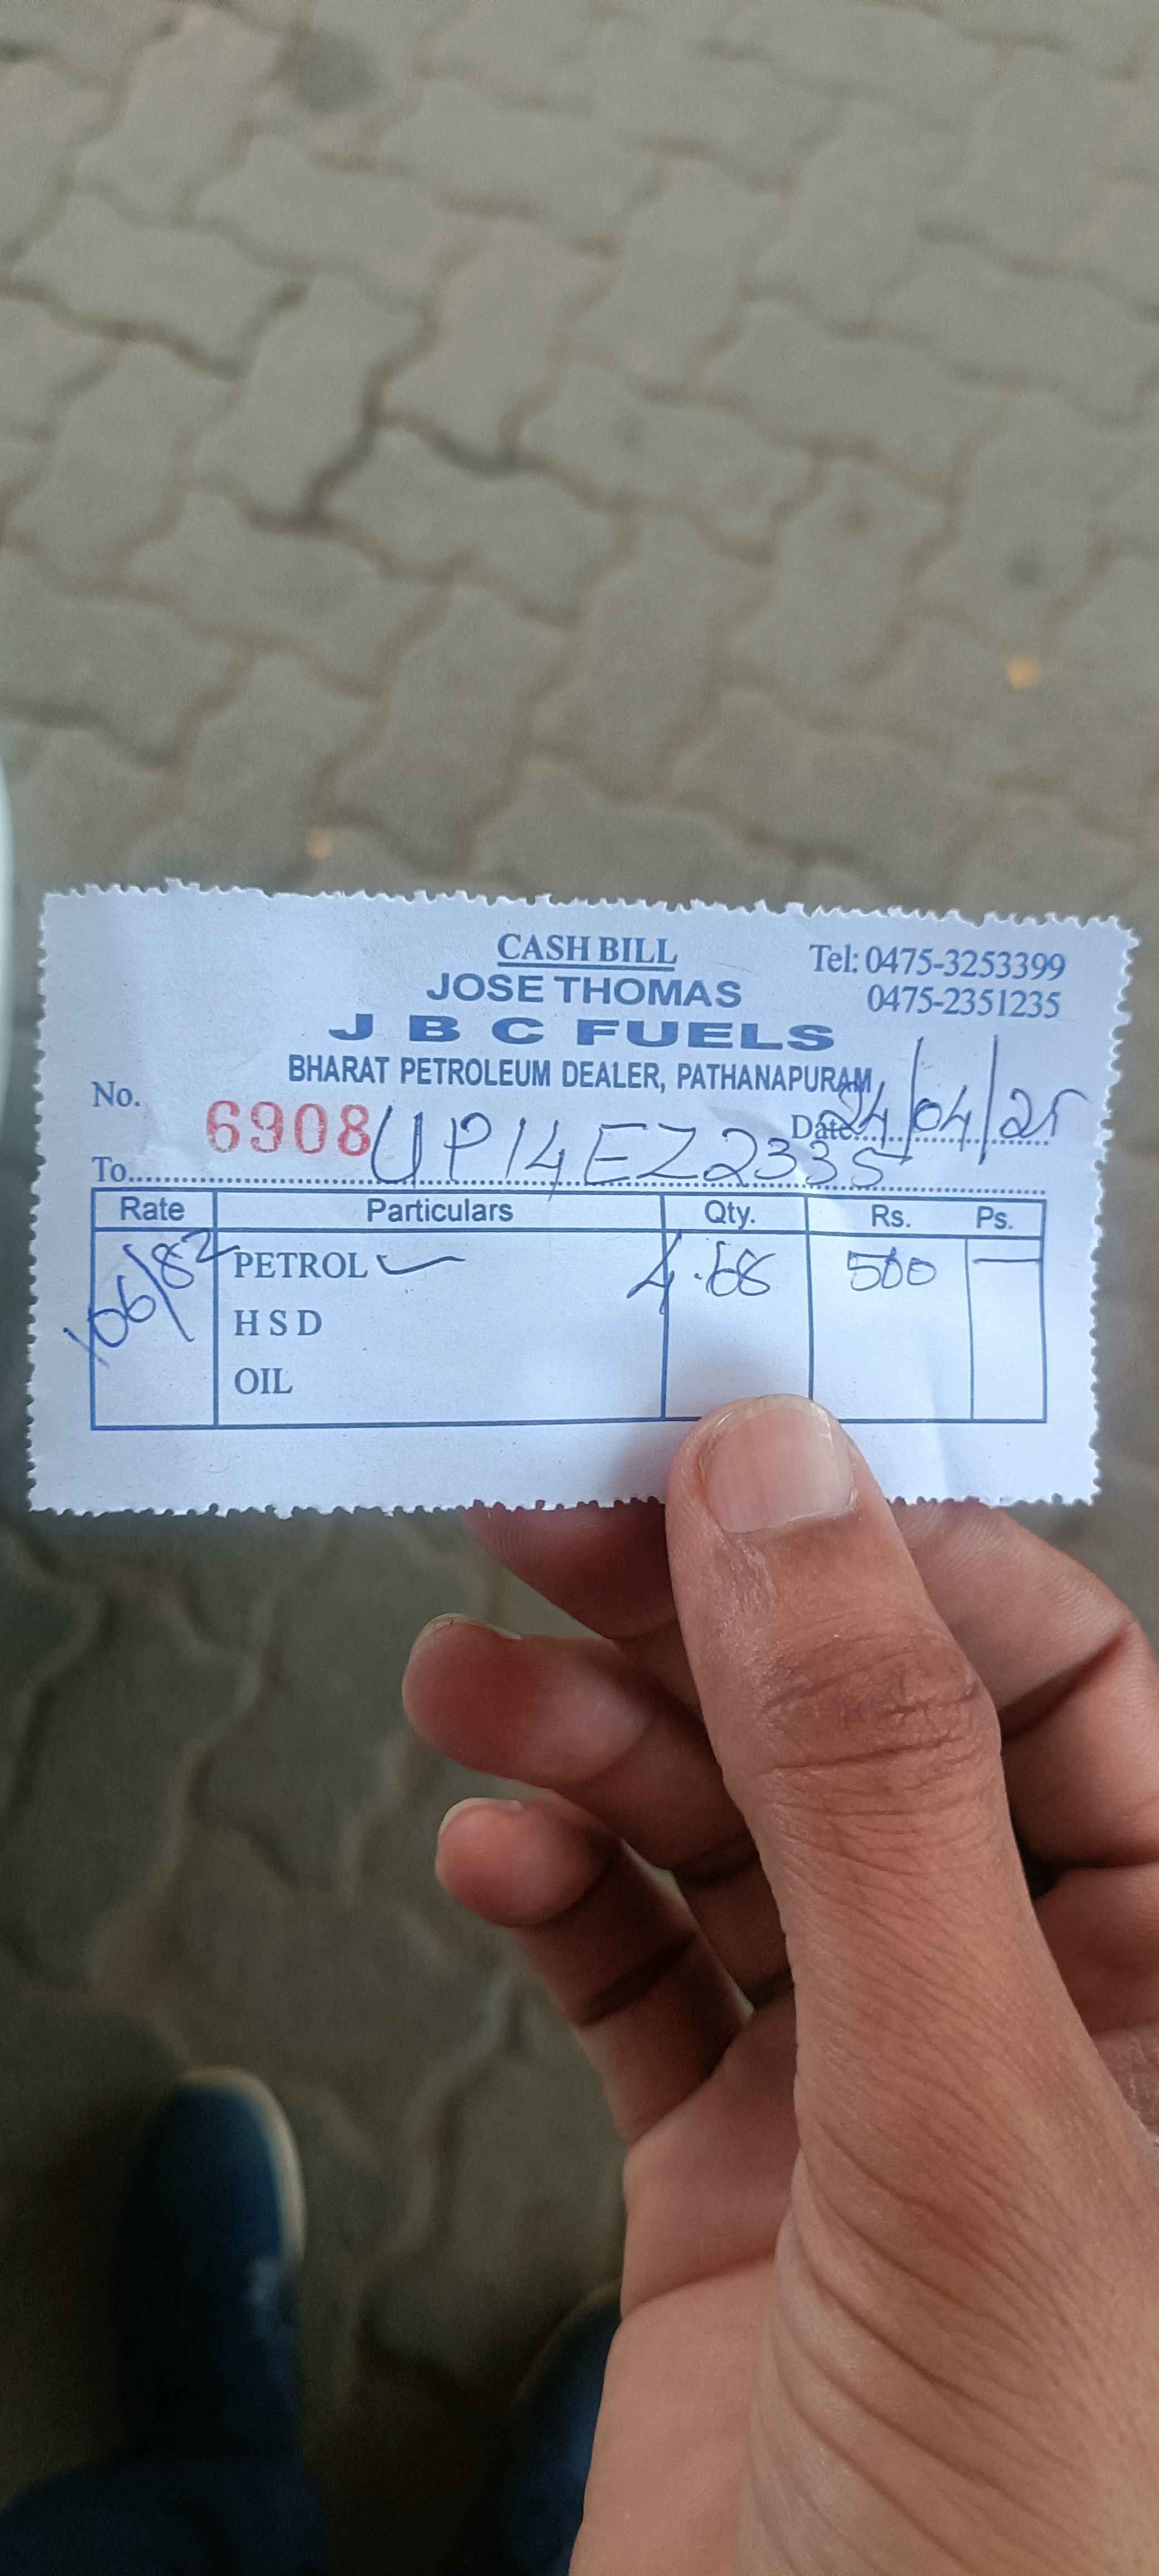 CASH BILL
Tel: 0475-3253399
0475-2351235
JOSE THOMAS
J B C FUELS
BHARAT PETROLEUM DEALER, PATHANAPURAM
No. 6908
Date 24/04/25
To UP14EZ2335
Rate Particulars Qty. Rs. Ps.
106/82 PETROL ✓ 4.68 500 —
H S D
OIL